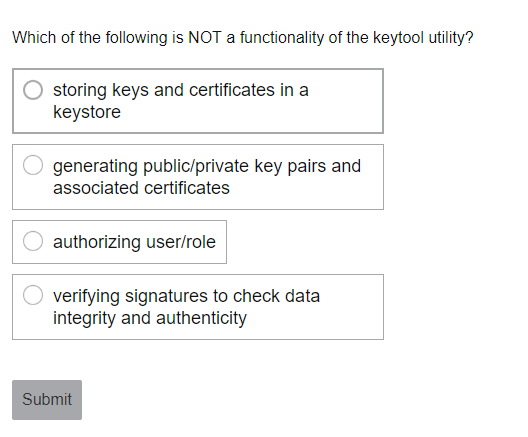 Which of the following is NOT a functionality of the keytool utility?
storing keys and certificates in a
keystore
generating public/private key pairs and
associated certificates
authorizing user/role
verifying signatures to check data
integrity and authenticity
Submit